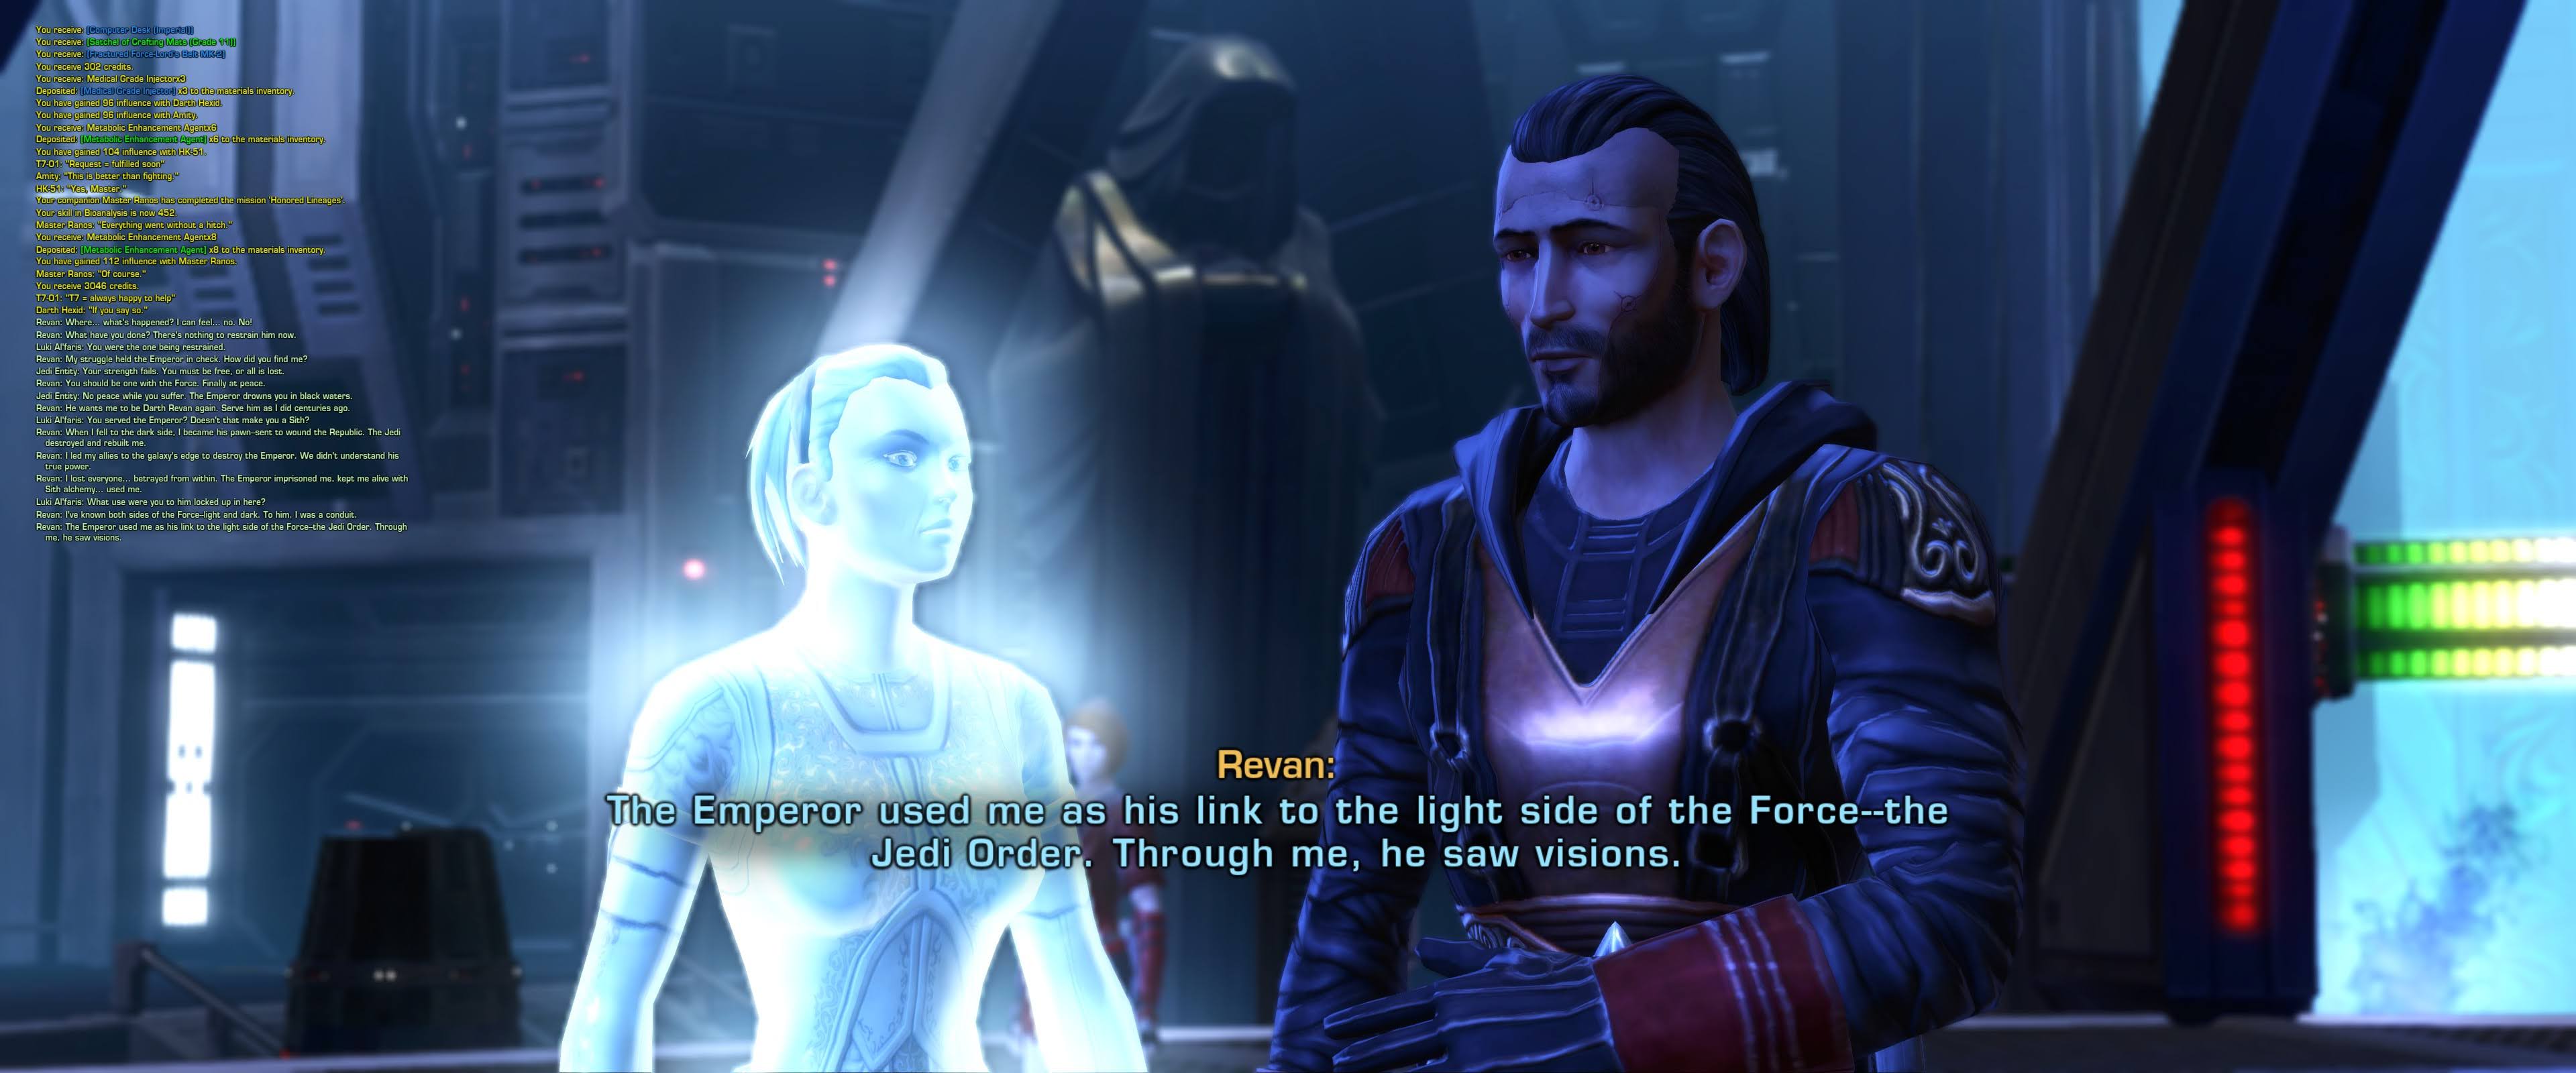 You receive: [Computer Desk (Imperial)]
You receive: [Satchel of Crafting Mats (Grade 11)]
You receive: [Fractured Force-Lord's Belt MK-2]
You receive 302 credits.
You receive: Medical Grade Injectorx3
Deposited: [Medical Grade Injector] x3 to the materials inventory.
You have gained 96 influence with Darth Hexid.
You have gained 96 influence with Amity.
You receive: Metabolic Enhancement Agentx6
Deposited: [Metabolic Enhancement Agent] x6 to the materials inventory.
You have gained 104 influence with HK-51.
T7-O1: "Request = fulfilled soon"
Amity: "This is better than fighting."
HK-51: "Yes, Master."
Your companion Master Ranos has completed the mission 'Honored Lineages'.
Your skill in Bioanalysis is now 452.
Master Ranos: "Everything went without a hitch."
You receive: Metabolic Enhancement Agentx8
Deposited: [Metabolic Enhancement Agent] x8 to the materials inventory.
You have gained 112 influence with Master Ranos.
Master Ranos: "Of course."
You receive 3046 credits.
T7-O1: "T7 = always happy to help"
Darth Hexid: "If you say so."
Revan: Where... what's happened? I can feel... no. No!
Revan: What have you done? There's nothing to restrain him now.
Luki Al'faris: You were the one being restrained.
Revan: My struggle held the Emperor in check. How did you find me?
Jedi Entity: Your strength fails. You must be free, or all is lost.
Revan: You should be one with the Force. Finally at peace.
Jedi Entity: No peace while you suffer. The Emperor drowns you in black waters.
Revan: He wants me to be Darth Revan again. Serve him as I did centuries ago.
Luki Al'faris: You served the Emperor? Doesn't that make you a Sith?
Revan: When I fell to the dark side, I became his pawn--sent to wound the Republic. The Jedi
destroyed and rebuilt me.
Revan: I led my allies to the galaxy's edge to destroy the Emperor. We didn't understand his
true power.
Revan: I lost everyone... betrayed from within. The Emperor imprisoned me, kept me alive with
Sith alchemy... used me.
Luki Al'faris: What use were you to him locked up in here?
Revan: I've known both sides of the Force--light and dark. To him, I was a conduit.
Revan: The Emperor used me as his link to the light side of the Force--the Jedi Order. Through
me, he saw visions.
Revan:
The Emperor used me as his link to the light side of the Force--the
Jedi Order. Through me, he saw visions.